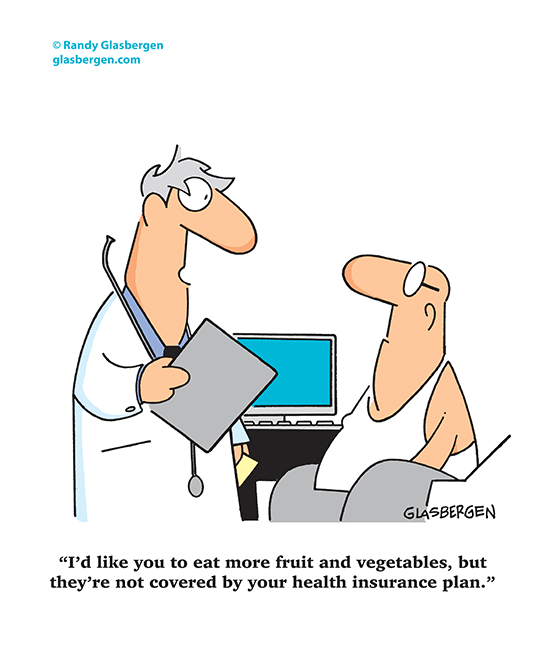 © Randy Glasbergen
glasbergen.com
GLASBERGEN
“I’d like you to eat more fruit and vegetables, but
they’re not covered by your health insurance plan.”